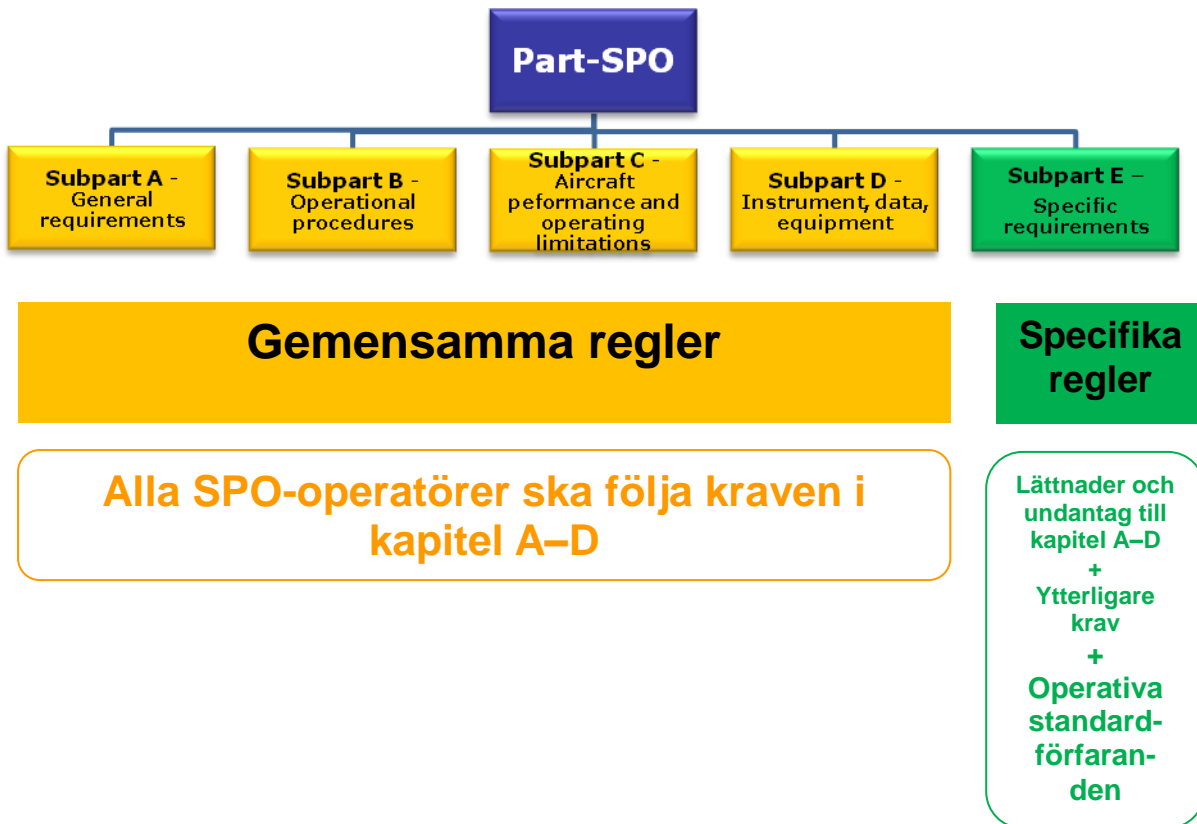 Part-SPO
Subpart A -
General
requirements
Subpart B -
Operational
procedures
Subpart C -
Aircraft
peformance and
operating
limitations
Subpart D -
Instrument, data,
equipment
Subpart E –
Specific
requirements
Gemensamma regler
Specifika
regler
Alla SPO-operatörer ska följa kraven i
kapitel A–D
Lättnader och
undantag till
kapitel A–D
+
Ytterligare
krav
+
Operativa
standard-
förfaran-
den